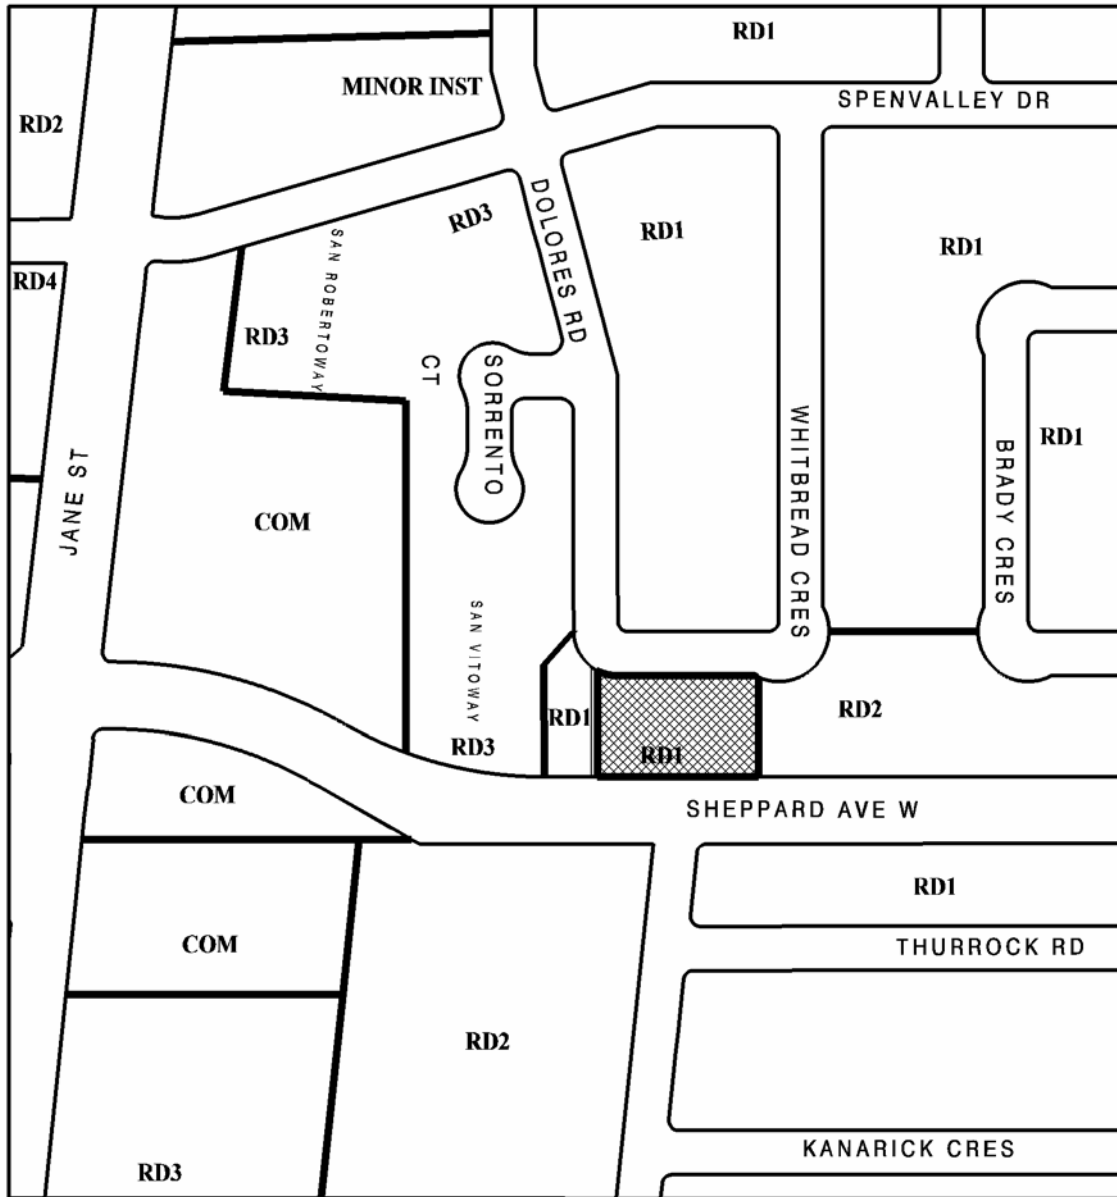 RD1
MINOR INST
SPENVALLEY DR
RD2
DOLORES RD
RD3
SAN ROBERTOWAY
RD1
RD1
RD4
RD3
CT
SORRENTO
WHITBREAD CRES
BRADY CRES
RD1
JANE ST
COM
SAN VITOWAY
RD1
RD2
RD3
RD1
COM
SHEPPARD AVE W
RD1
COM
THURROCK RD
RD2
KANARICK CRES
RD3